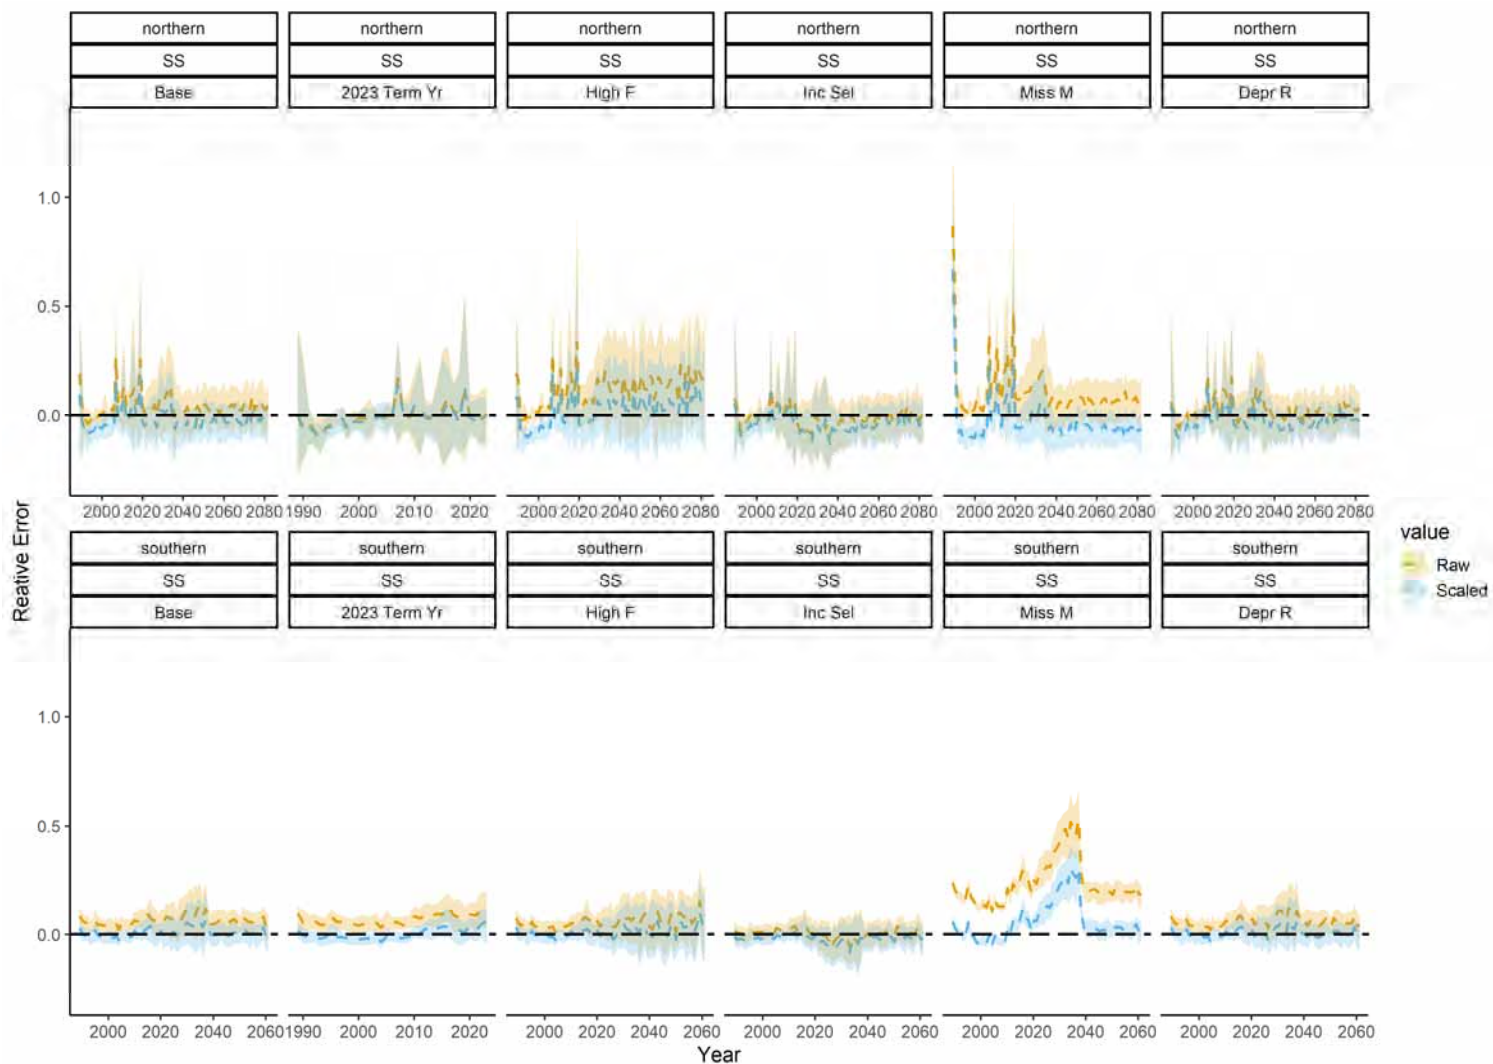 northern northern northern northern northern northern
SS SS SS SS SS SS
Base 2023 Term Yr High F Inc Sel Miss M Depr R
1.0
0.5
0.0
2000 2020 2040 2060 2080 1990 2000 2010 2020 2000 2020 2040 2060 2080 2000 2020 2040 2060 2080 2000 2020 2040 2060 2080 2000 2020 2040 2060 2080
southern southern southern southern southern southern
SS SS SS SS SS SS
Base 2023 Term Yr High F Inc Sel Miss M Depr R
1.0
0.5
0.0
2000 2020 2040 2060 1990 2000 2010 2020 2000 2020 2040 2060 2000 2020 2040 2060 2000 2020 2040 2060 2000 2020 2040 2060
Year
Reative Error
value
Raw
Scaled